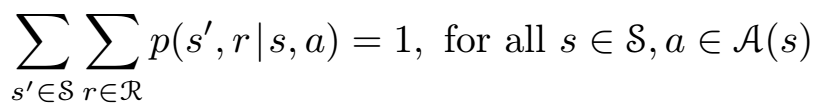 ∑_{s′∈𝒮} ∑_{r∈ℛ} p(s′, r | s, a) = 1, for all s ∈ 𝒮, a ∈ 𝒜(s)